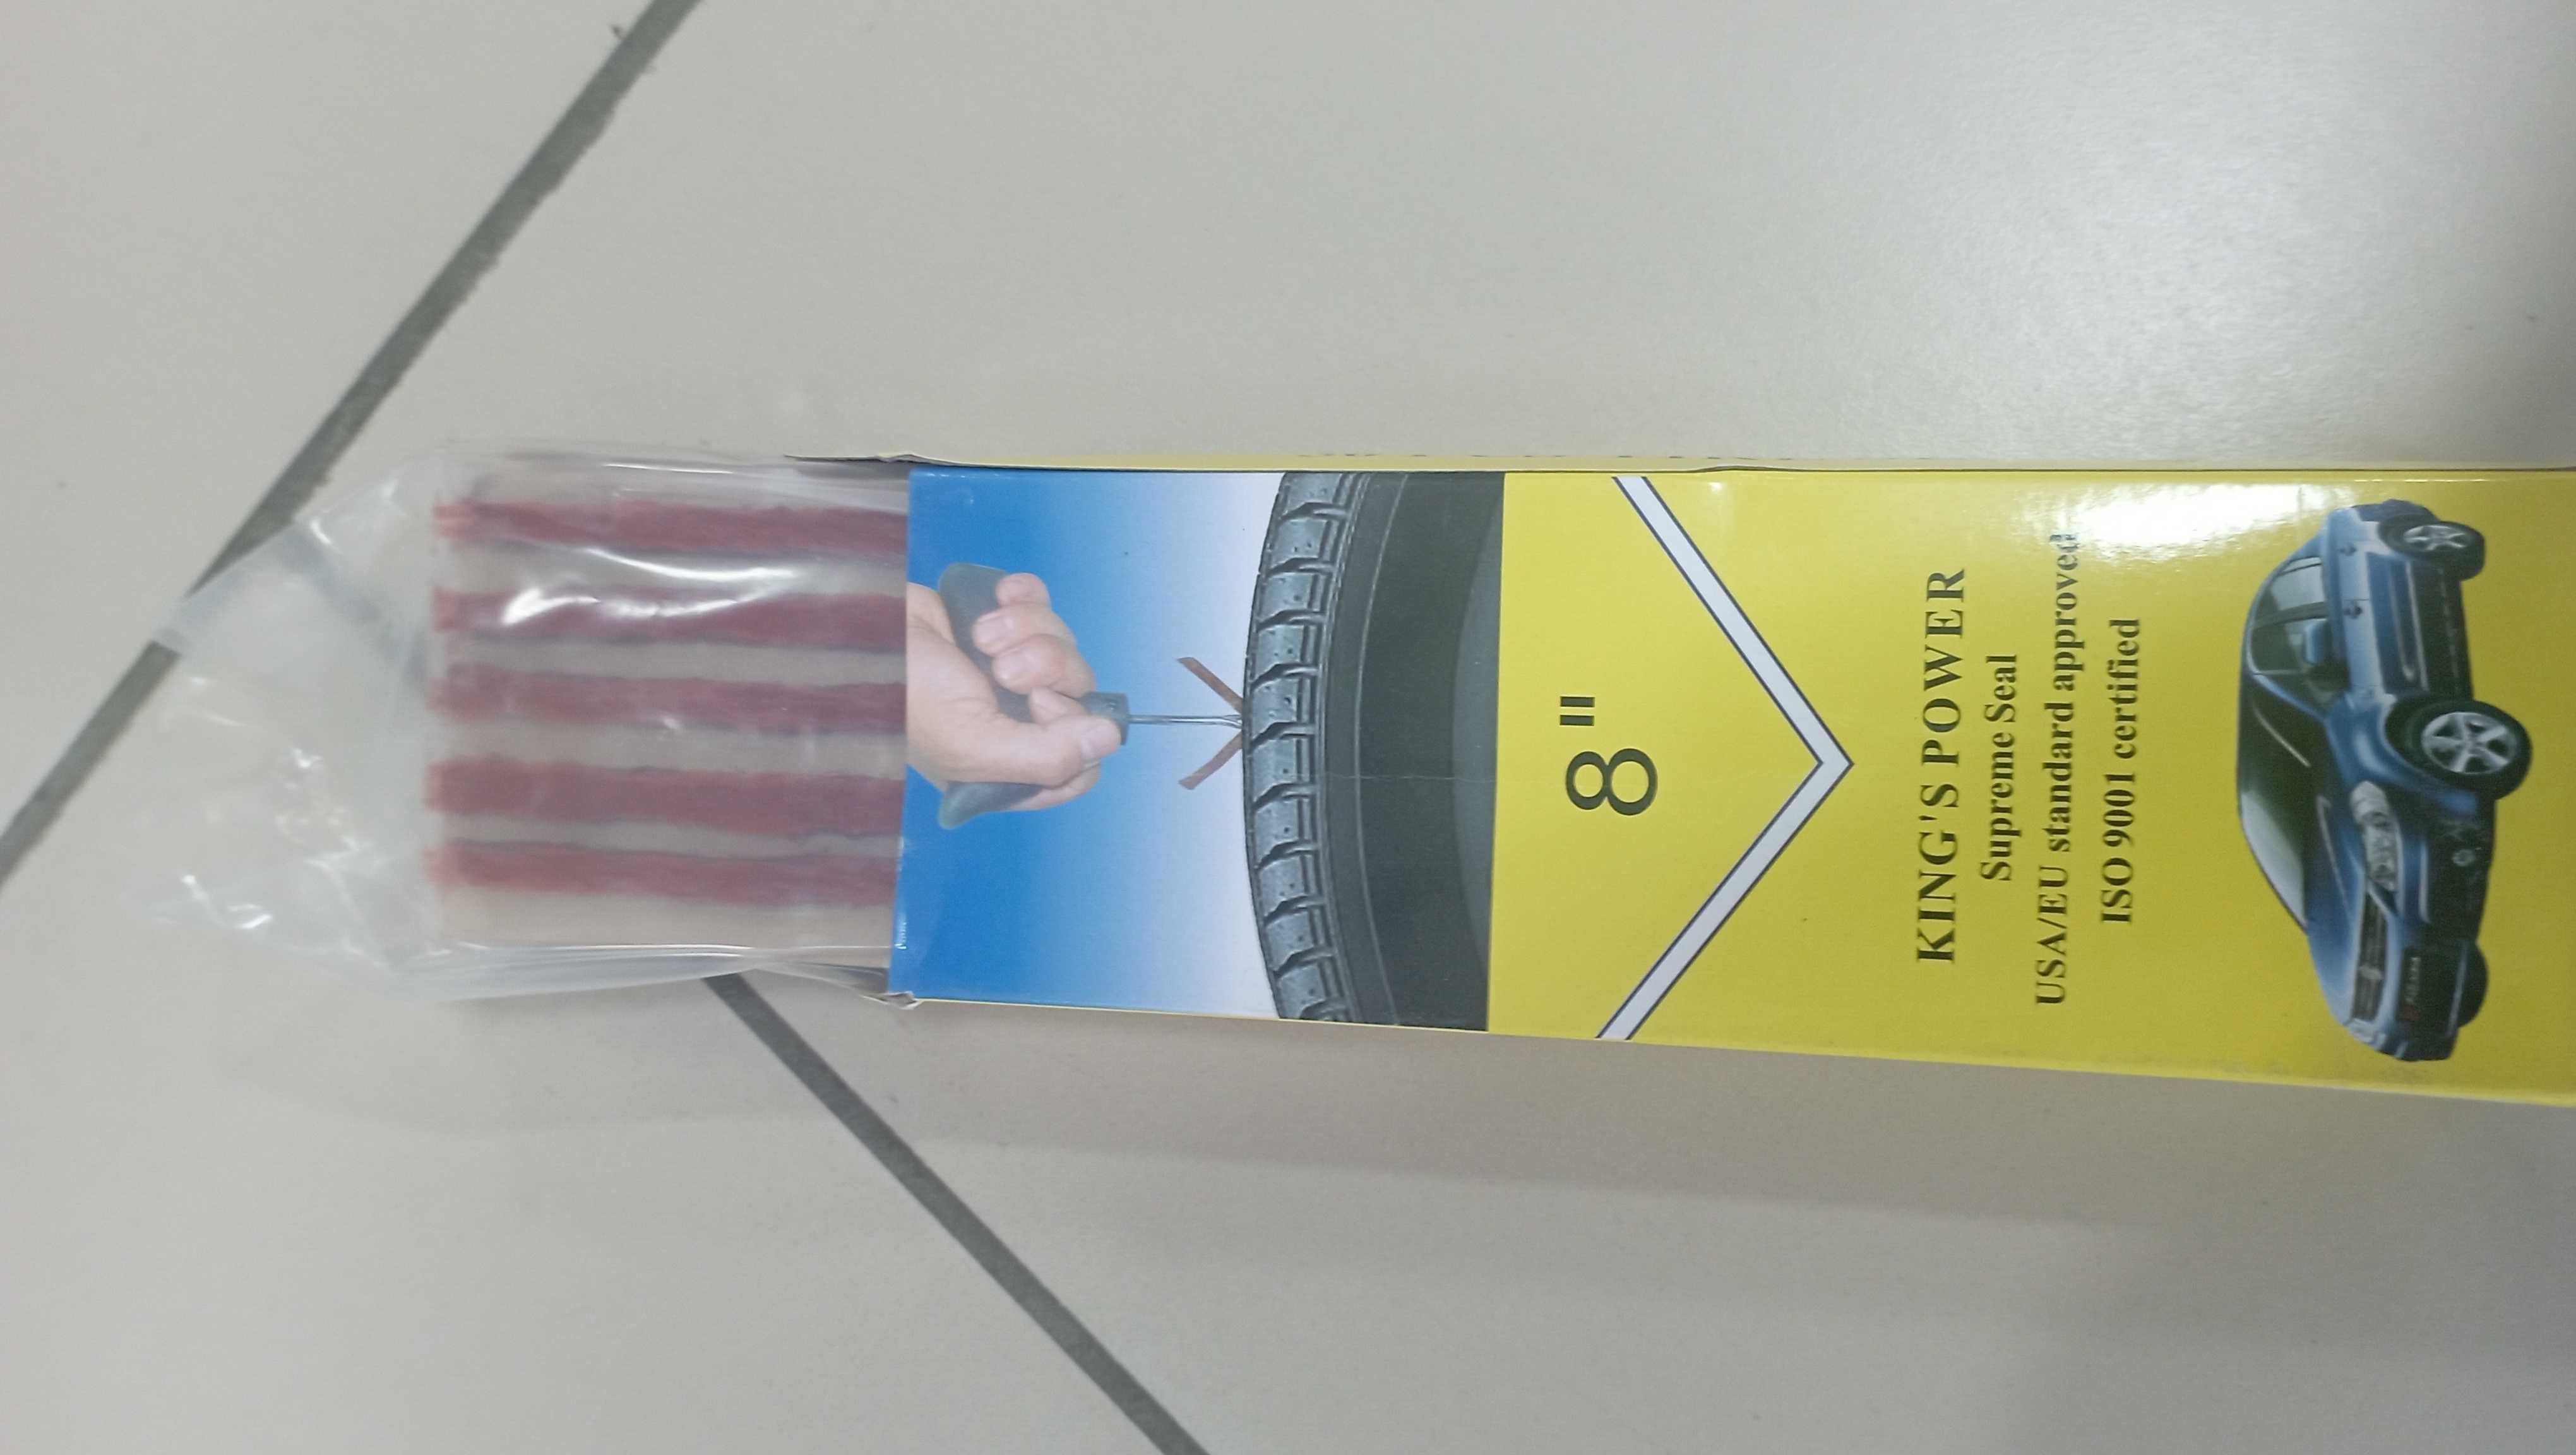 8"
KING'S POWER
Supreme Seal
USA/EU standard approved
ISO 9001 certified